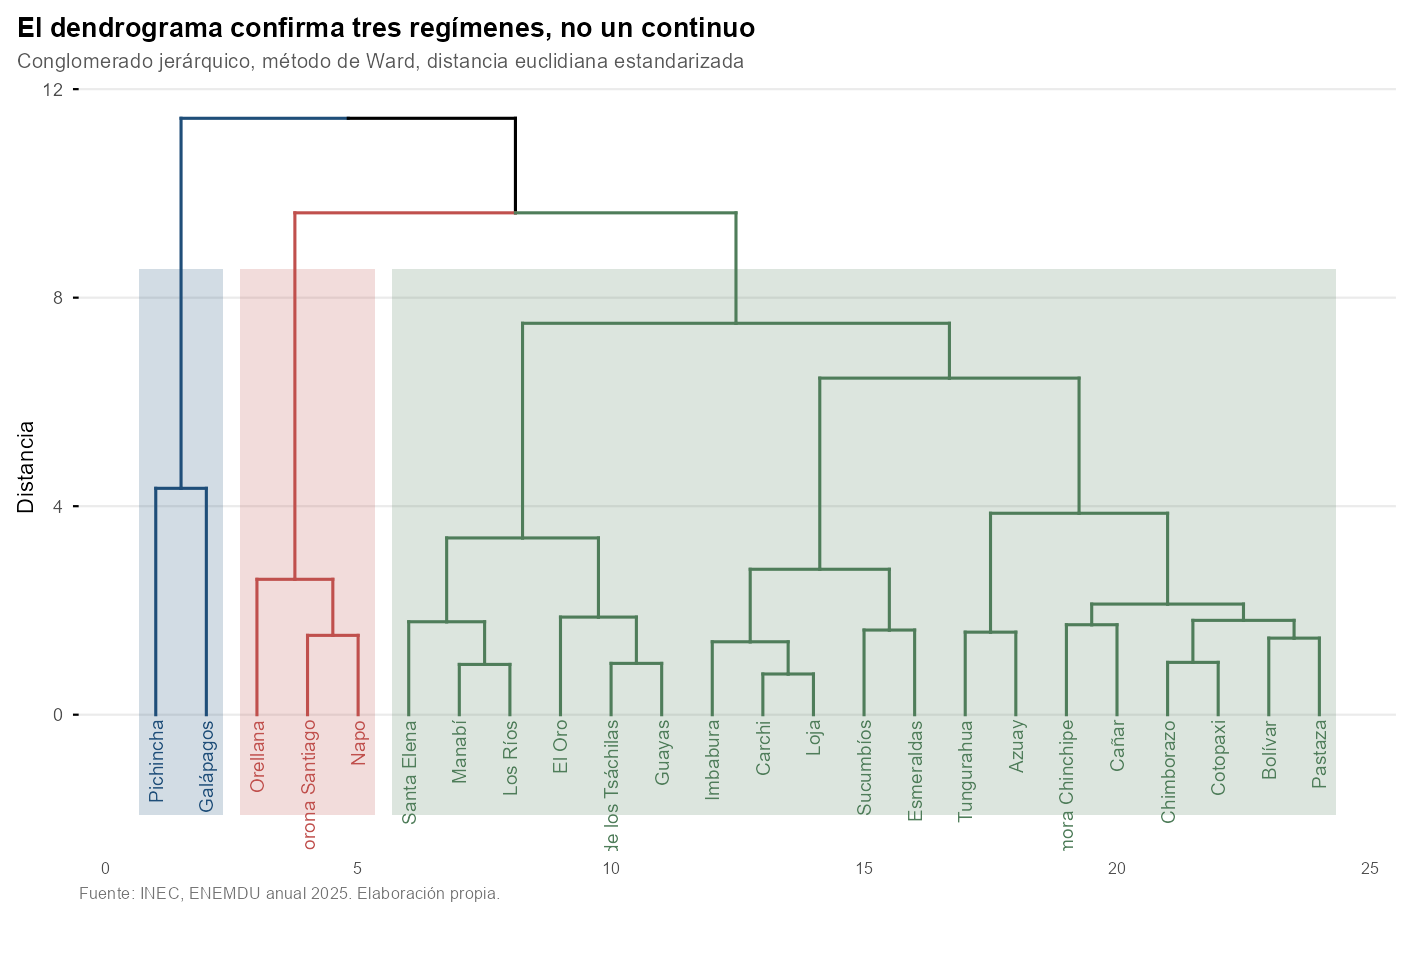 El dendrograma confirma tres regímenes, no un continuo
Conglomerado jerárquico, método de Ward, distancia euclidiana estandarizada
12
8
4
0
Distancia
Pichincha
Galápagos
Orellana
orona Santiago
Napo
Santa Elena
Manabí
Los Ríos
El Oro
de los Tsáchilas
Guayas
Imbabura
Carchi
Loja
Sucumbíos
Esmeraldas
Tungurahua
Azuay
mora Chinchipe
Cañar
Chimborazo
Cotopaxi
Bolívar
Pastaza
0 5 10 15 20 25
Fuente: INEC, ENEMDU anual 2025. Elaboración propia.